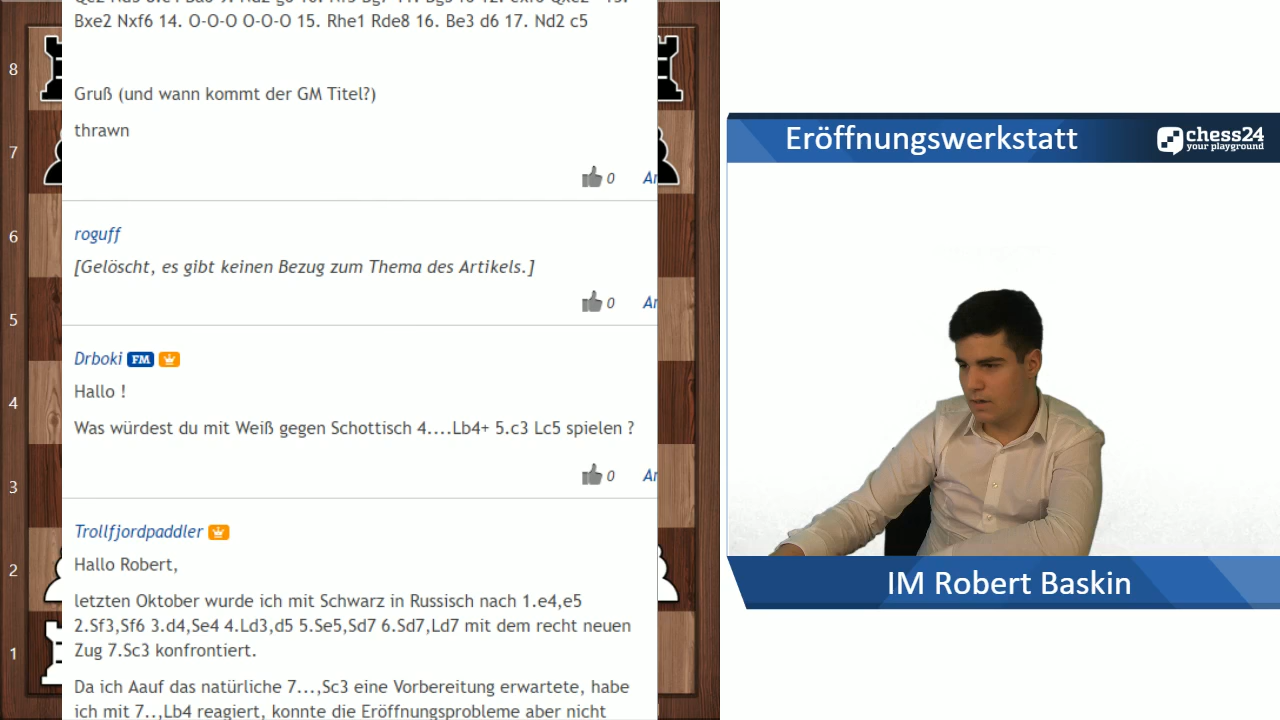 Bxe2 Nxf6 14. O-O-O O-O-O 15. Rhe1 Rde8 16. Be3 d6 17. Nd2 c5
Gruß (und wann kommt der GM Titel?)
thrawn
0
roguff
[Gelöscht, es gibt keinen Bezug zum Thema des Artikels.]
0
Drboki FM
Hallo !
Was würdest du mit Weiß gegen Schottisch 4....Lb4+ 5.c3 Lc5 spielen ?
0
Trollfjordpaddler
Hallo Robert,
letzten Oktober wurde ich mit Schwarz in Russisch nach 1.e4,e5
2.Sf3,Sf6 3.d4,Se4 4.Ld3,d5 5.Se5,Sd7 6.Sd7,Ld7 mit dem recht neuen
Zug 7.Sc3 konfrontiert.
Da ich Aauf das natürliche 7...,Sc3 eine Vorbereitung erwartete, habe
ich mit 7..,Lb4 reagiert, konnte die Eröffnungsprobleme aber nicht
8
7
6
5
4
3
2
1
Eröffnungswerkstatt
chess24
your playground
IM Robert Baskin